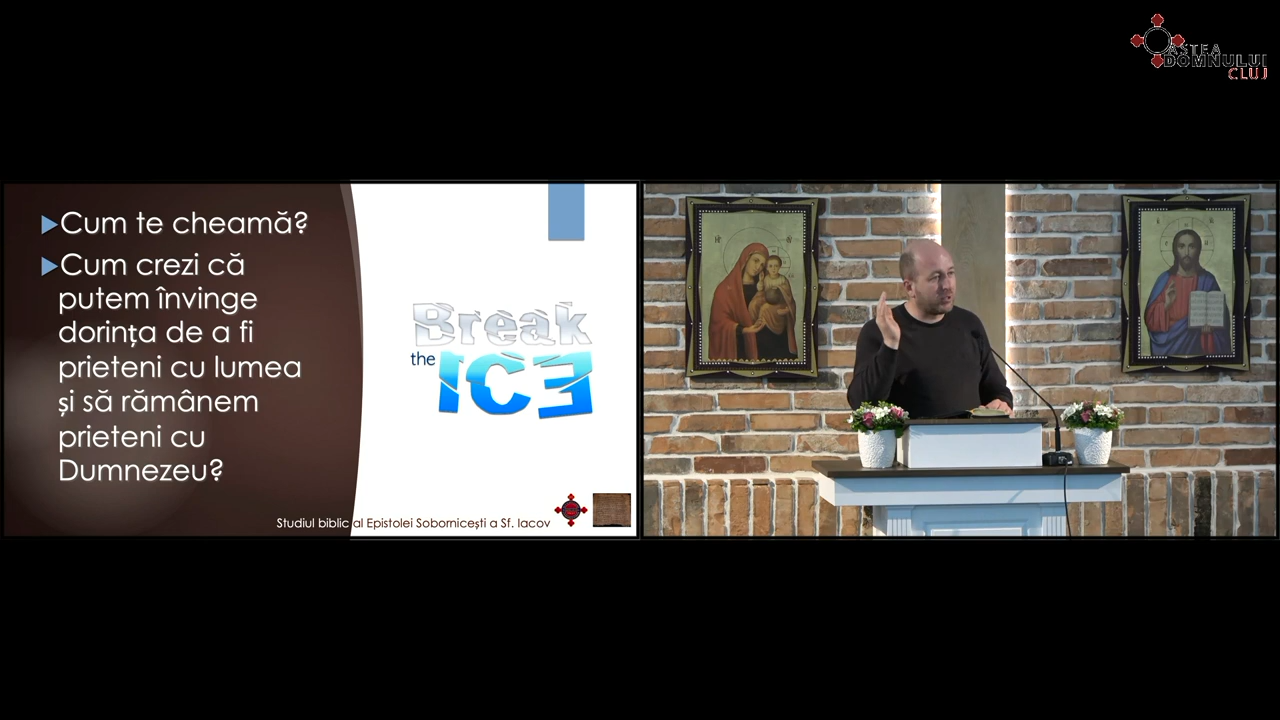 OASTEA
DOMNULUI
CLUJ
Cum te cheamă?
Cum crezi că
putem învinge
dorința de a fi
prieteni cu lumea
și să rămânem
prieteni cu
Dumnezeu?
Break
the ICE
Studiul biblic al Epistolei Sobornicești a Sf. Iacov